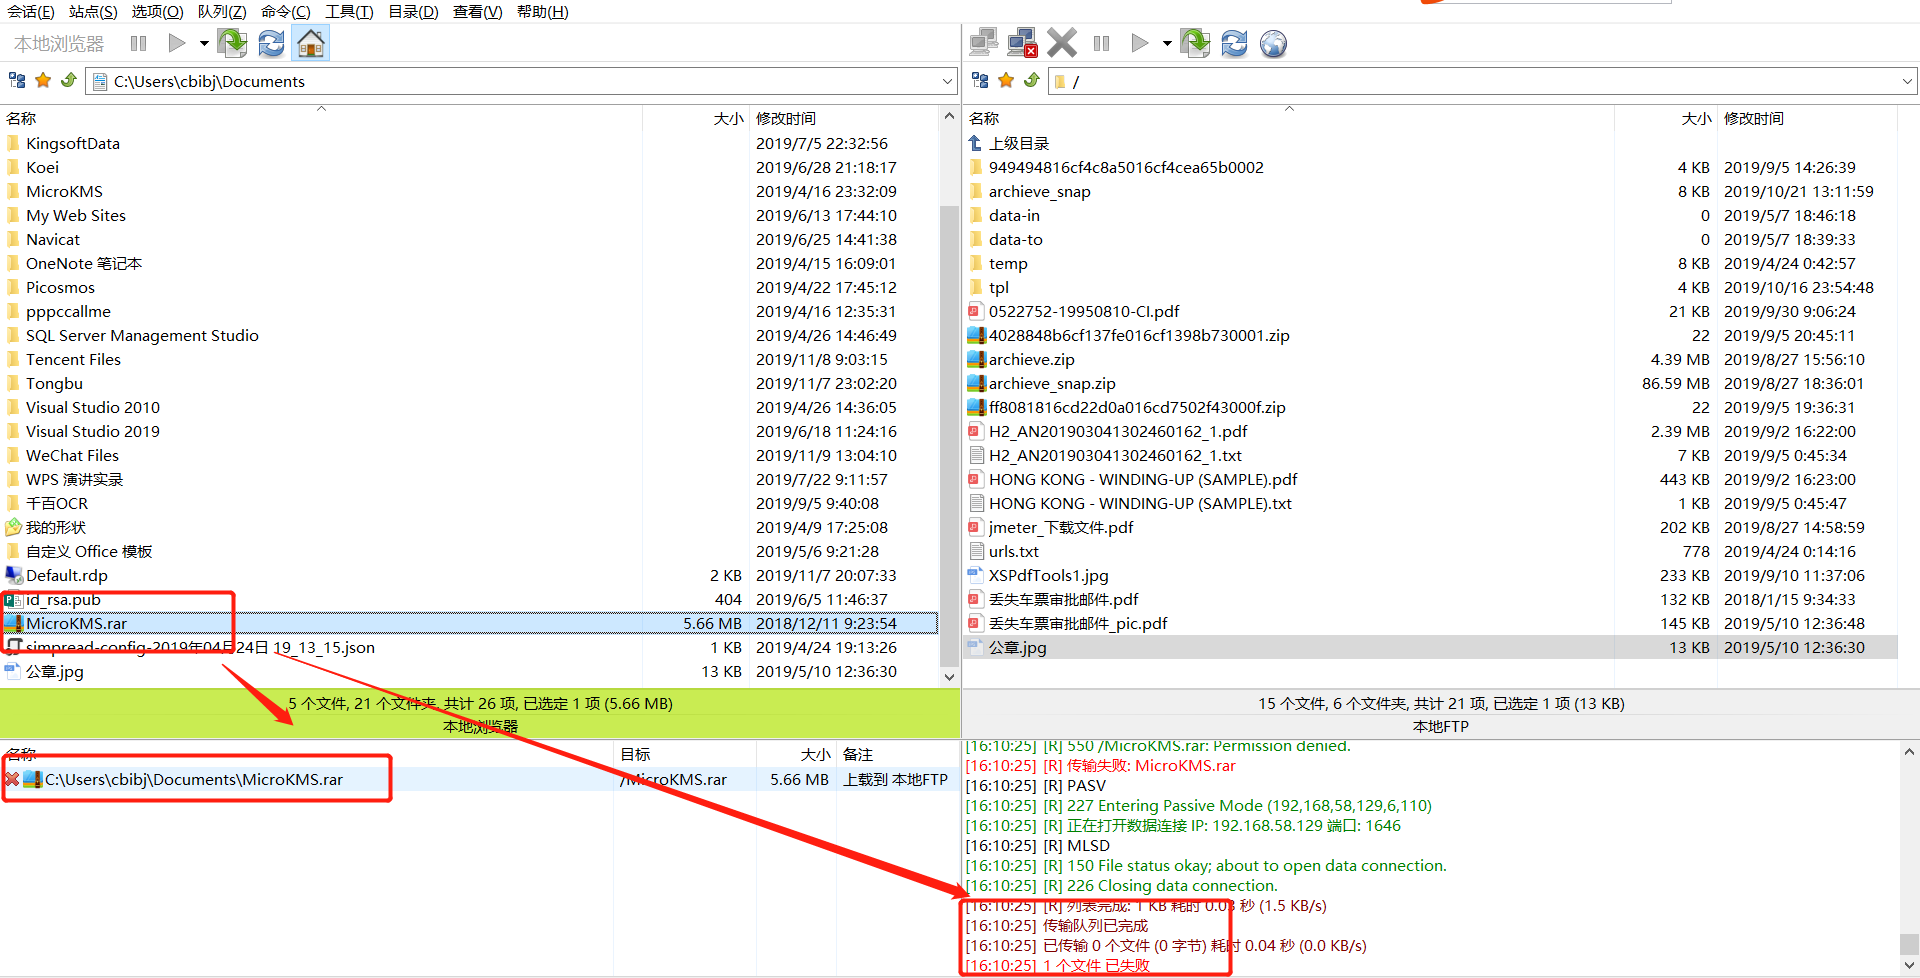 会话(E) 站点(S) 选项(O) 队列(Z) 命令(C) 工具(T) 目录(D) 查看(V) 帮助(H)
本地浏览器
C:\Users\cbibj\Documents
名称 大小 修改时间
KingsoftData 2019/7/5 22:32:56
Koei 2019/6/28 21:18:17
MicroKMS 2019/4/16 23:32:09
My Web Sites 2019/6/13 17:44:10
Navicat 2019/6/25 14:41:38
OneNote 笔记本 2019/4/15 16:09:01
Picosmos 2019/4/22 17:45:12
pppccallme 2019/4/16 12:35:31
SQL Server Management Studio 2019/4/26 14:46:49
Tencent Files 2019/11/8 9:03:15
Tongbu 2019/11/7 23:02:20
Visual Studio 2010 2019/4/26 14:36:05
Visual Studio 2019 2019/6/18 11:24:16
WeChat Files 2019/11/9 13:04:10
WPS 演讲实录 2019/7/22 9:11:57
千百OCR 2019/9/5 9:40:08
我的形状 2019/4/9 17:25:08
自定义 Office 模板 2019/5/6 9:21:28
Default.rdp 2 KB 2019/11/7 20:07:33
id_rsa.pub 404 2019/6/5 11:46:37
MicroKMS.rar 5.66 MB 2018/12/11 9:23:54
simpread-config-2019年04月24日 19_13_15.json 1 KB 2019/4/24 19:13:26
公章.jpg 13 KB 2019/5/10 12:36:30
5 个文件, 21 个文件夹, 共计 26 项, 已选定 1 项 (5.66 MB)
本地浏览器
名称 目标 大小 备注
C:\Users\cbibj\Documents\MicroKMS.rar /MicroKMS.rar 5.66 MB 上载到 本地FTP
/
名称 大小 修改时间
上级目录
949494816cf4c8a5016cf4cea65b0002 4 KB 2019/9/5 14:26:39
archieve_snap 8 KB 2019/10/21 13:11:59
data-in 0 2019/5/7 18:46:18
data-to 0 2019/5/7 18:39:33
temp 8 KB 2019/4/24 0:42:57
tpl 4 KB 2019/10/16 23:54:48
0522752-19950810-CI.pdf 21 KB 2019/9/30 9:06:24
4028848b6cf137fe016cf1398b730001.zip 22 2019/9/5 20:45:11
archieve.zip 4.39 MB 2019/8/27 15:56:10
archieve_snap.zip 86.59 MB 2019/8/27 18:36:01
ff8081816cd22d0a016cd7502f43000f.zip 22 2019/9/5 19:36:31
H2_AN201903041302460162_1.pdf 2.39 MB 2019/9/2 16:22:00
H2_AN201903041302460162_1.txt 7 KB 2019/9/5 0:45:34
HONG KONG - WINDING-UP (SAMPLE).pdf 443 KB 2019/9/2 16:23:00
HONG KONG - WINDING-UP (SAMPLE).txt 1 KB 2019/9/5 0:45:47
jmeter_下载文件.pdf 202 KB 2019/8/27 14:58:59
urls.txt 778 2019/4/24 0:14:16
XSPdfTools1.jpg 233 KB 2019/9/10 11:37:06
丢失车票审批邮件.pdf 132 KB 2018/1/15 9:34:33
丢失车票审批邮件_pic.pdf 145 KB 2019/5/10 12:36:48
公章.jpg 13 KB 2019/5/10 12:36:30
15 个文件, 6 个文件夹, 共计 21 项, 已选定 1 项 (13 KB)
本地FTP
[16:10:25] [R] 550 /MicroKMS.rar: Permission denied.
[16:10:25] [R] 传输失败: MicroKMS.rar
[16:10:25] [R] PASV
[16:10:25] [R] 227 Entering Passive Mode (192,168,58,129,6,110)
[16:10:25] [R] 正在打开数据连接 IP: 192.168.58.129 端口: 1646
[16:10:25] [R] MLSD
[16:10:25] [R] 150 File status okay; about to open data connection.
[16:10:25] [R] 226 Closing data connection.
[16:10:25] [R] 列表完成: 1 KB 耗时 0.03 秒 (1.5 KB/s)
[16:10:25] 传输队列已完成
[16:10:25] 已传输 0 个文件 (0 字节) 耗时 0.04 秒 (0.0 KB/s)
[16:10:25] 1 个文件 已失败